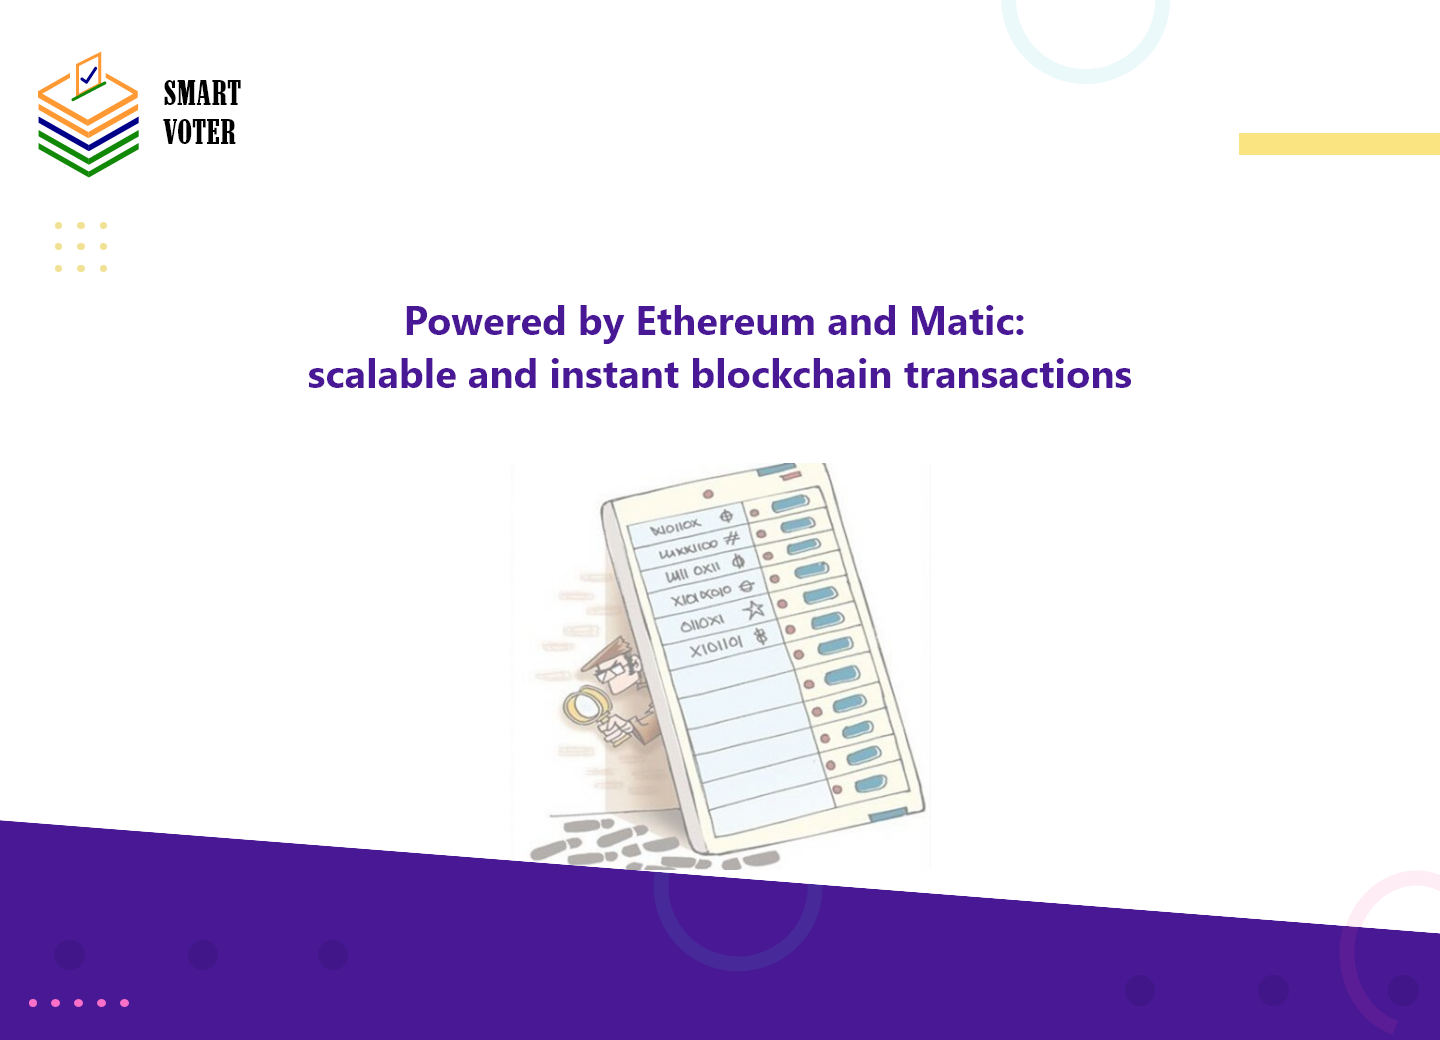 SMART
VOTER
Powered by Ethereum and Matic:
scalable and instant blockchain transactions